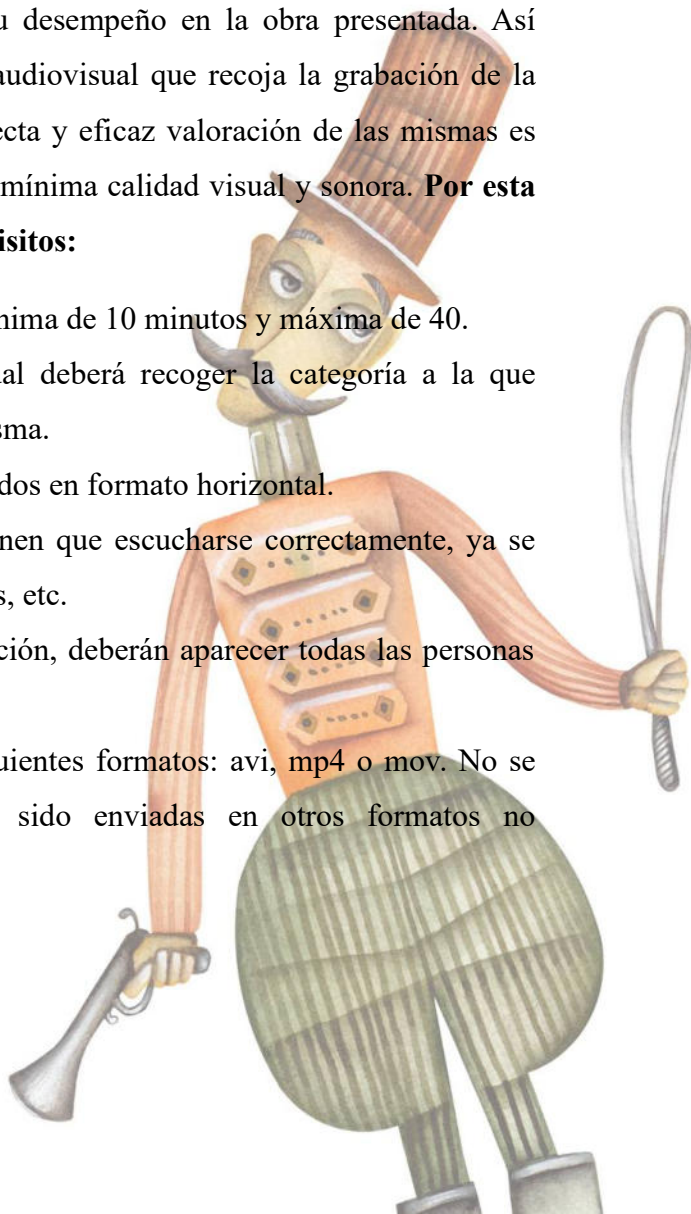 desempeño en la obra presentada. Así
audiovisual que recoja la grabación de la
ecta y eficaz valoración de las mismas es
mínima calidad visual y sonora. Por esta
isitos:
nima de 10 minutos y máxima de 40.
ual deberá recoger la categoría a la que
sma.
dos en formato horizontal.
nen que escucharse correctamente, ya se
s, etc.
ción, deberán aparecer todas las personas
uientes formatos: avi, mp4 o mov. No se
sido enviadas en otros formatos no